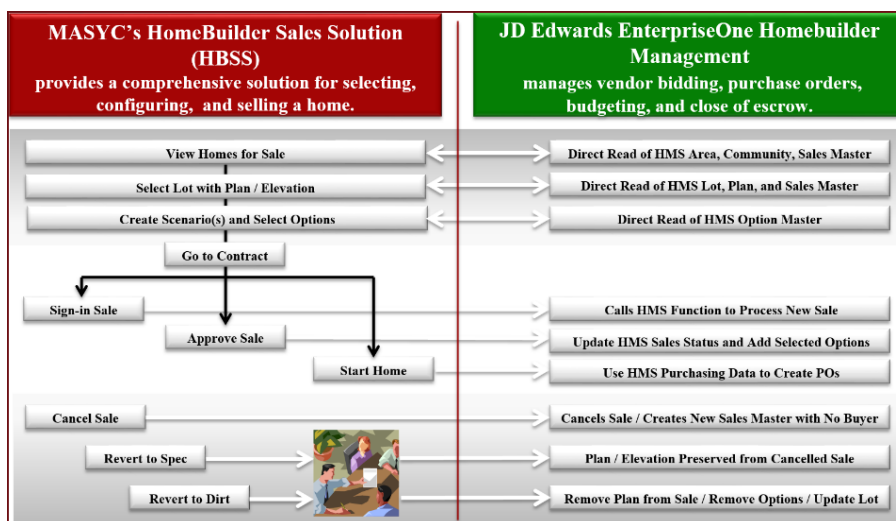 MASYC's HomeBuilder Sales Solution
(HBSS)
provides a comprehensive solution for selecting,
configuring, and selling a home.
JD Edwards EnterpriseOne Homebuilder
Management
manages vendor bidding, purchase orders,
budgeting, and close of escrow.
View Homes for Sale
Direct Read of HMS Area, Community, Sales Master
Select Lot with Plan / Elevation
Direct Read of HMS Lot, Plan, and Sales Master
Create Scenario(s) and Select Options
Direct Read of HMS Option Master
Go to Contract
Sign-in Sale
Calls HMS Function to Process New Sale
Approve Sale
Update HMS Sales Status and Add Selected Options
Start Home
Use HMS Purchasing Data to Create POs
Cancel Sale
Cancels Sale / Creates New Sales Master with No Buyer
Revert to Spec
Plan / Elevation Preserved from Cancelled Sale
Revert to Dirt
Remove Plan from Sale / Remove Options / Update Lot